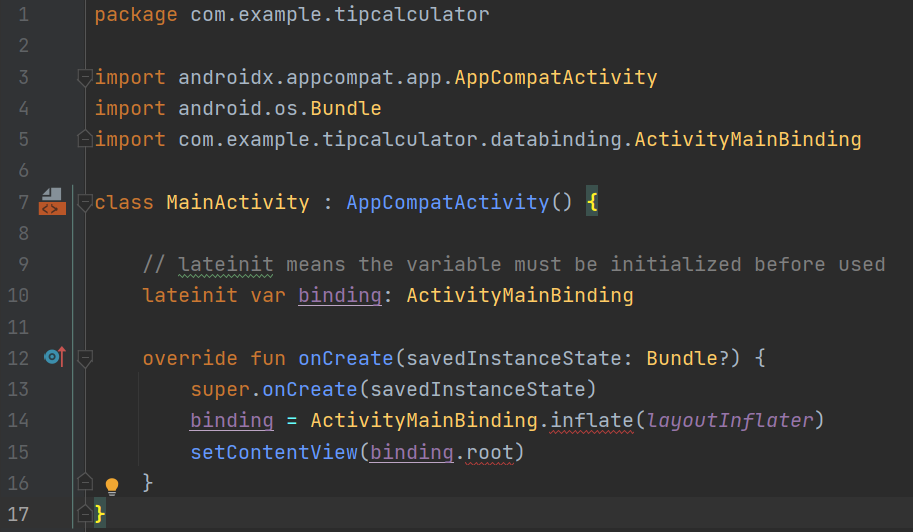 1 package com.example.tipcalculator
2
3 import androidx.appcompat.app.AppCompatActivity
4 import android.os.Bundle
5 import com.example.tipcalculator.databinding.ActivityMainBinding
6
7 class MainActivity : AppCompatActivity() {
8
9 // lateinit means the variable must be initialized before used
10 lateinit var binding: ActivityMainBinding
11
12 override fun onCreate(savedInstanceState: Bundle?) {
13 super.onCreate(savedInstanceState)
14 binding = ActivityMainBinding.inflate(layoutInflater)
15 setContentView(binding.root)
16 }
17 }